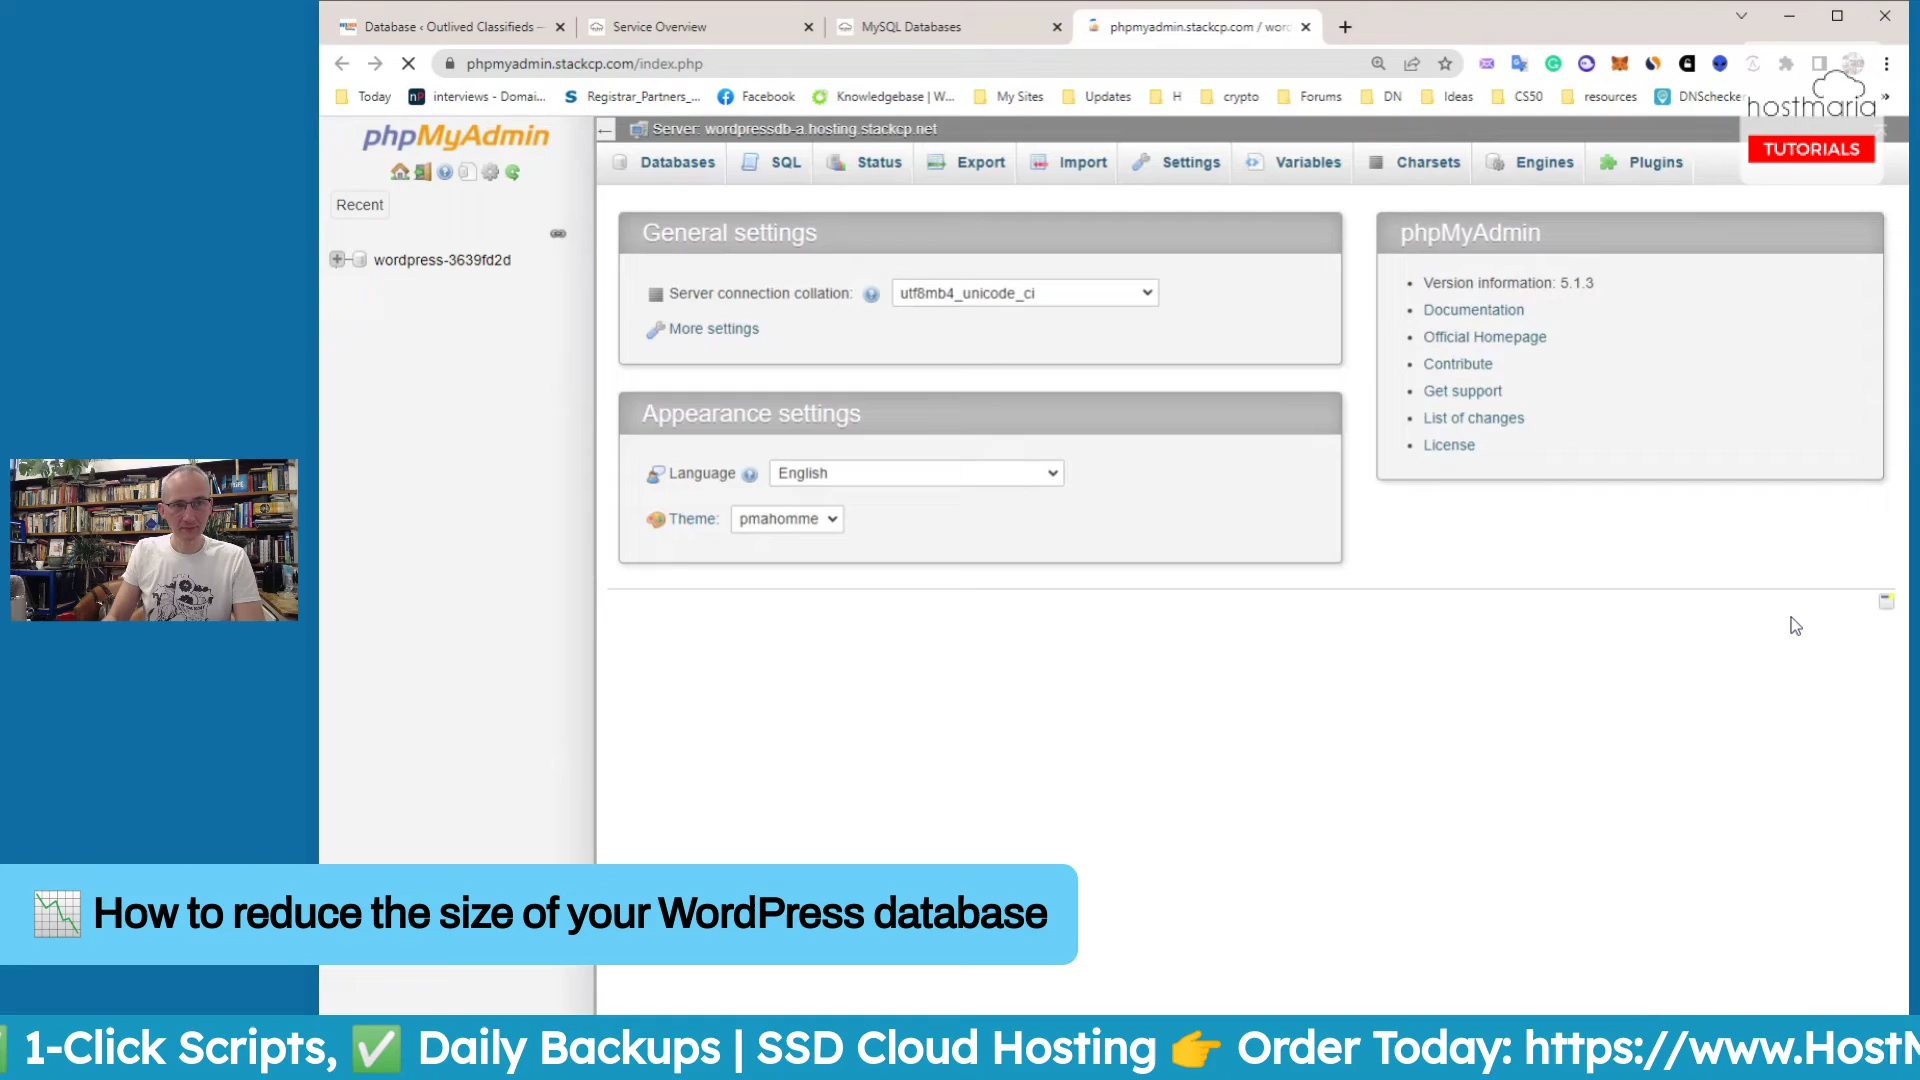 Database ‹ Outlived Classifieds —
Service Overview
MySQL Databases
phpmyadmin.stackcp.com / wor
phpmyadmin.stackcp.com/index.php
Today
nP interviews - Domai...
S Registrar_Partners_...
Facebook
Knowledgebase | W...
My Sites
Updates
H
crypto
Forums
DN
Ideas
CS50
resources
DNSchecke
»
hostmaria
TUTORIALS
phpMyAdmin
Recent
wordpress-3639fd2d
Server: wordpressdb-a.hosting.stackcp.net
Databases
SQL
Status
Export
Import
Settings
Variables
Charsets
Engines
Plugins
General settings
Server connection collation: utf8mb4_unicode_ci
More settings
Appearance settings
Language English
Theme: pmahomme
phpMyAdmin
Version information: 5.1.3
Documentation
Official Homepage
Contribute
Get support
List of changes
License
How to reduce the size of your WordPress database
1-Click Scripts, ✅ Daily Backups | SSD Cloud Hosting 👉 Order Today: https://www.HostM